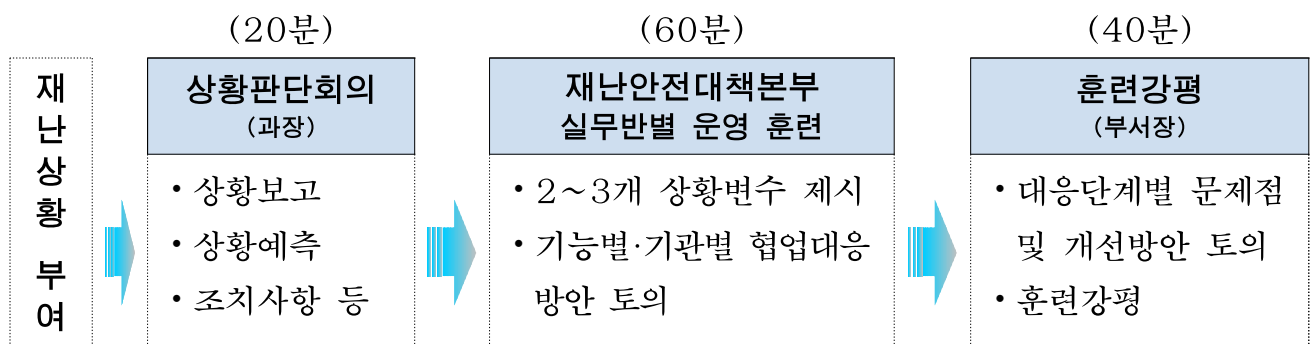 재난상황 부여
(20분)
상황판단회의
(과장)
• 상황보고
• 상황예측
• 조치사항 등
(60분)
재난안전대책본부
실무반별 운영 훈련
• 2~3개 상황변수 제시
• 기능별·기관별 협업대응
방안 토의
(40분)
훈련강평
(부서장)
• 대응단계별 문제점
및 개선방안 토의
• 훈련강평